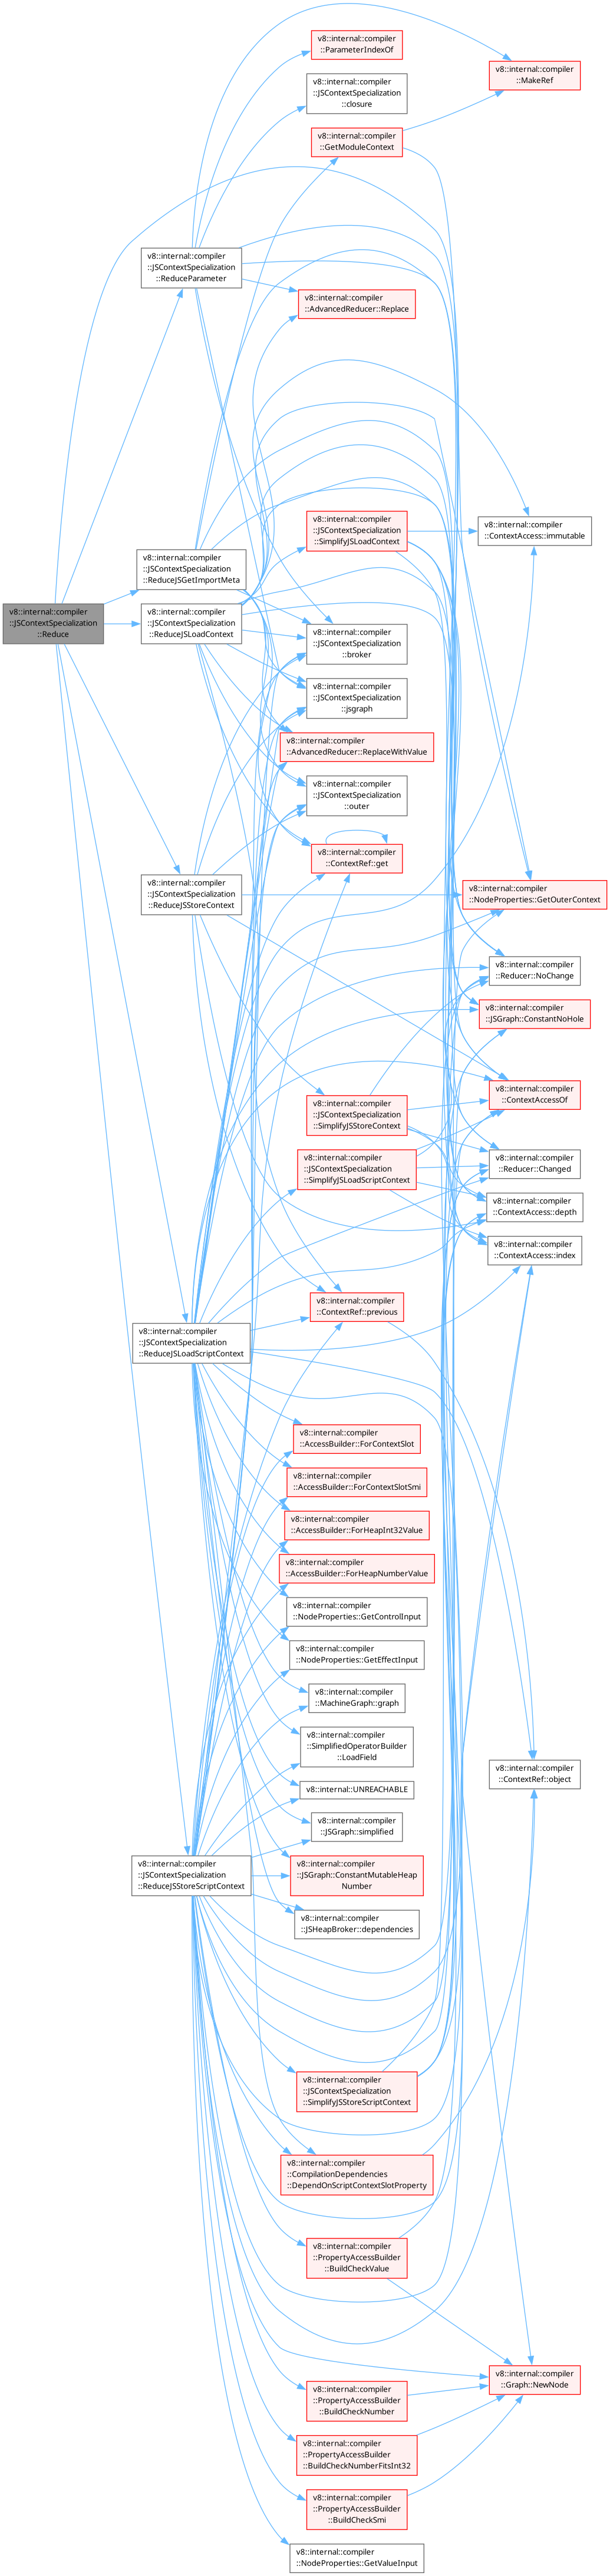 v8::internal::compiler
::JSContextSpecialization
::Reduce
v8::internal::compiler
::JSContextSpecialization
::ReduceParameter
v8::internal::compiler
::JSContextSpecialization
::ReduceJSGetImportMeta
v8::internal::compiler
::JSContextSpecialization
::ReduceJSLoadContext
v8::internal::compiler
::JSContextSpecialization
::ReduceJSStoreContext
v8::internal::compiler
::JSContextSpecialization
::ReduceJSLoadScriptContext
v8::internal::compiler
::JSContextSpecialization
::ReduceJSStoreScriptContext
v8::internal::compiler
::ParameterIndexOf
v8::internal::compiler
::JSContextSpecialization
::closure
v8::internal::compiler
::GetModuleContext
v8::internal::compiler
::AdvancedReducer::Replace
v8::internal::compiler
::JSContextSpecialization
::SimplifyJSLoadContext
v8::internal::compiler
::JSContextSpecialization
::broker
v8::internal::compiler
::JSContextSpecialization
::jsgraph
v8::internal::compiler
::AdvancedReducer::ReplaceWithValue
v8::internal::compiler
::JSContextSpecialization
::outer
v8::internal::compiler
::ContextRef::get
v8::internal::compiler
::JSContextSpecialization
::SimplifyJSStoreContext
v8::internal::compiler
::JSContextSpecialization
::SimplifyJSLoadScriptContext
v8::internal::compiler
::ContextRef::previous
v8::internal::compiler
::AccessBuilder::ForContextSlot
v8::internal::compiler
::AccessBuilder::ForContextSlotSmi
v8::internal::compiler
::AccessBuilder::ForHeapInt32Value
v8::internal::compiler
::AccessBuilder::ForHeapNumberValue
v8::internal::compiler
::NodeProperties::GetControlInput
v8::internal::compiler
::NodeProperties::GetEffectInput
v8::internal::compiler
::MachineGraph::graph
v8::internal::compiler
::SimplifiedOperatorBuilder
::LoadField
v8::internal::UNREACHABLE
v8::internal::compiler
::JSGraph::simplified
v8::internal::compiler
::JSGraph::ConstantMutableHeap
Number
v8::internal::compiler
::JSHeapBroker::dependencies
v8::internal::compiler
::JSContextSpecialization
::SimplifyJSStoreScriptContext
v8::internal::compiler
::CompilationDependencies
::DependOnScriptContextSlotProperty
v8::internal::compiler
::PropertyAccessBuilder
::BuildCheckValue
v8::internal::compiler
::PropertyAccessBuilder
::BuildCheckNumber
v8::internal::compiler
::PropertyAccessBuilder
::BuildCheckNumberFitsInt32
v8::internal::compiler
::PropertyAccessBuilder
::BuildCheckSmi
v8::internal::compiler
::NodeProperties::GetValueInput
v8::internal::compiler
::MakeRef
v8::internal::compiler
::ContextAccess::immutable
v8::internal::compiler
::NodeProperties::GetOuterContext
v8::internal::compiler
::Reducer::NoChange
v8::internal::compiler
::JSGraph::ConstantNoHole
v8::internal::compiler
::ContextAccessOf
v8::internal::compiler
::Reducer::Changed
v8::internal::compiler
::ContextAccess::depth
v8::internal::compiler
::ContextAccess::index
v8::internal::compiler
::ContextRef::object
v8::internal::compiler
::Graph::NewNode